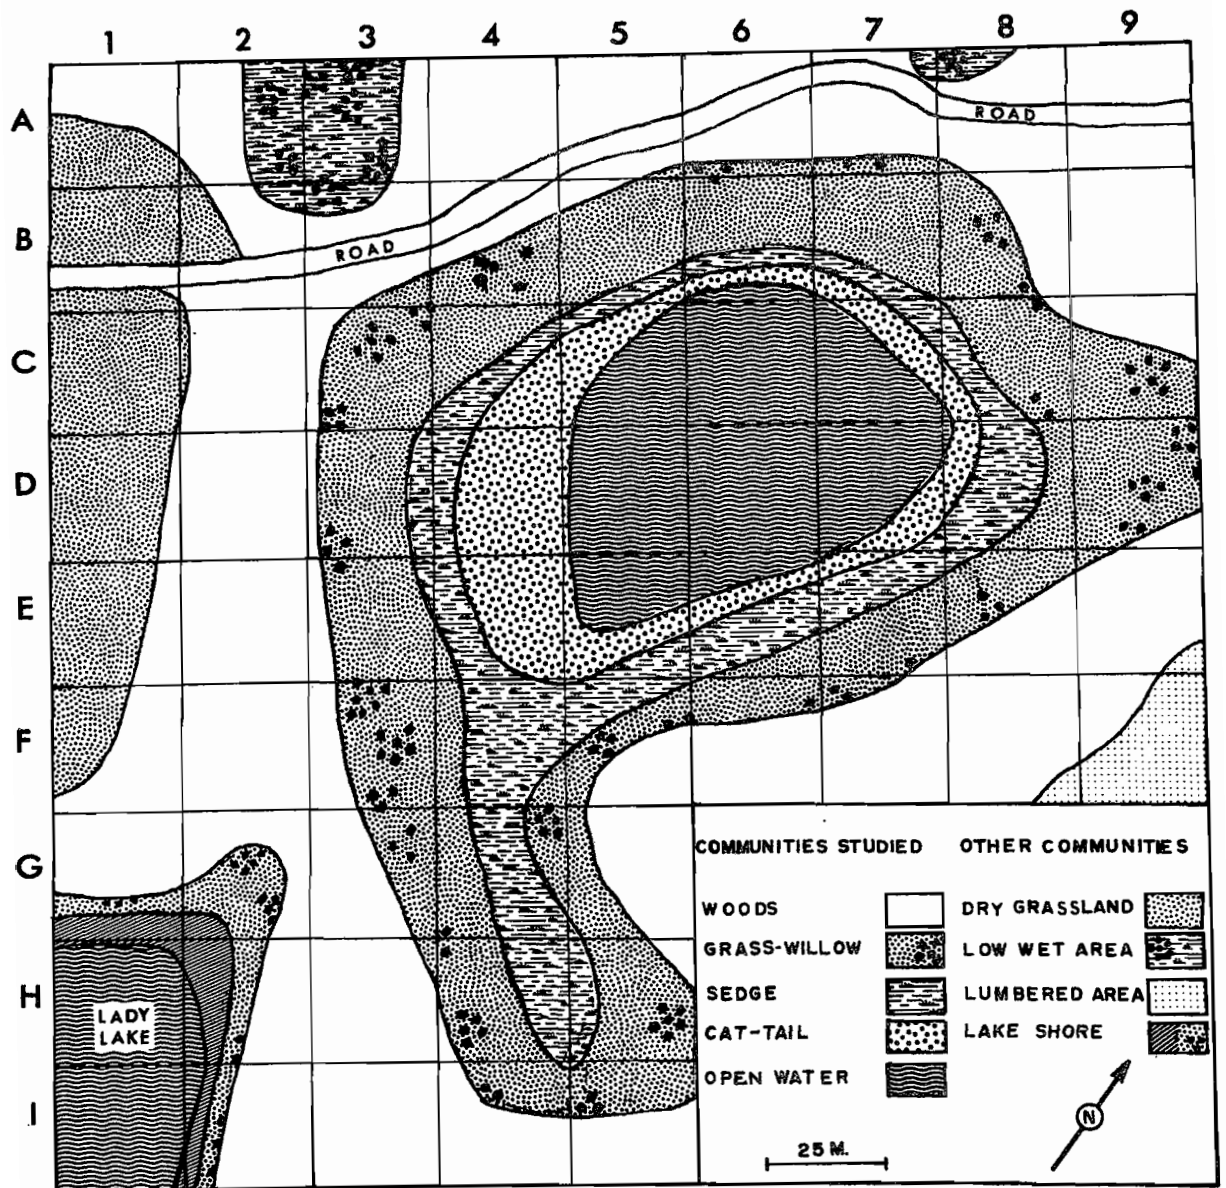 1 2 3 4 5 6 7 8 9
A
B
C
D
E
F
G
H
I
ROAD
ROAD
LADY
LAKE
COMMUNITIES STUDIED
WOODS
GRASS-WILLOW
SEDGE
CAT-TAIL
OPEN WATER
OTHER COMMUNITIES
DRY GRASSLAND
LOW WET AREA
LUMBERED AREA
LAKE SHORE
N
25 M.